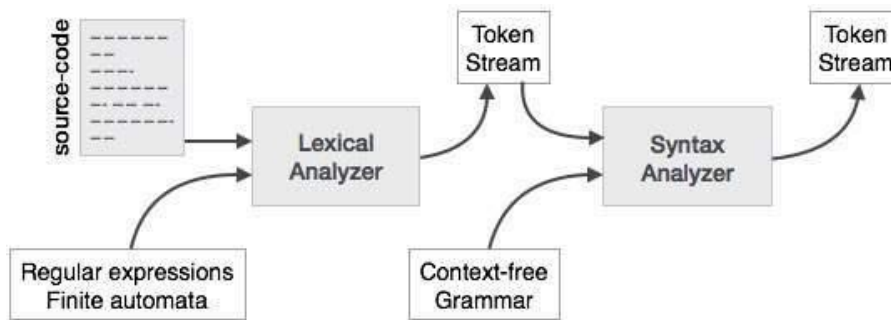 source-code
Lexical
Analyzer
Token
Stream
Syntax
Analyzer
Token
Stream
Regular expressions
Finite automata
Context-free
Grammar